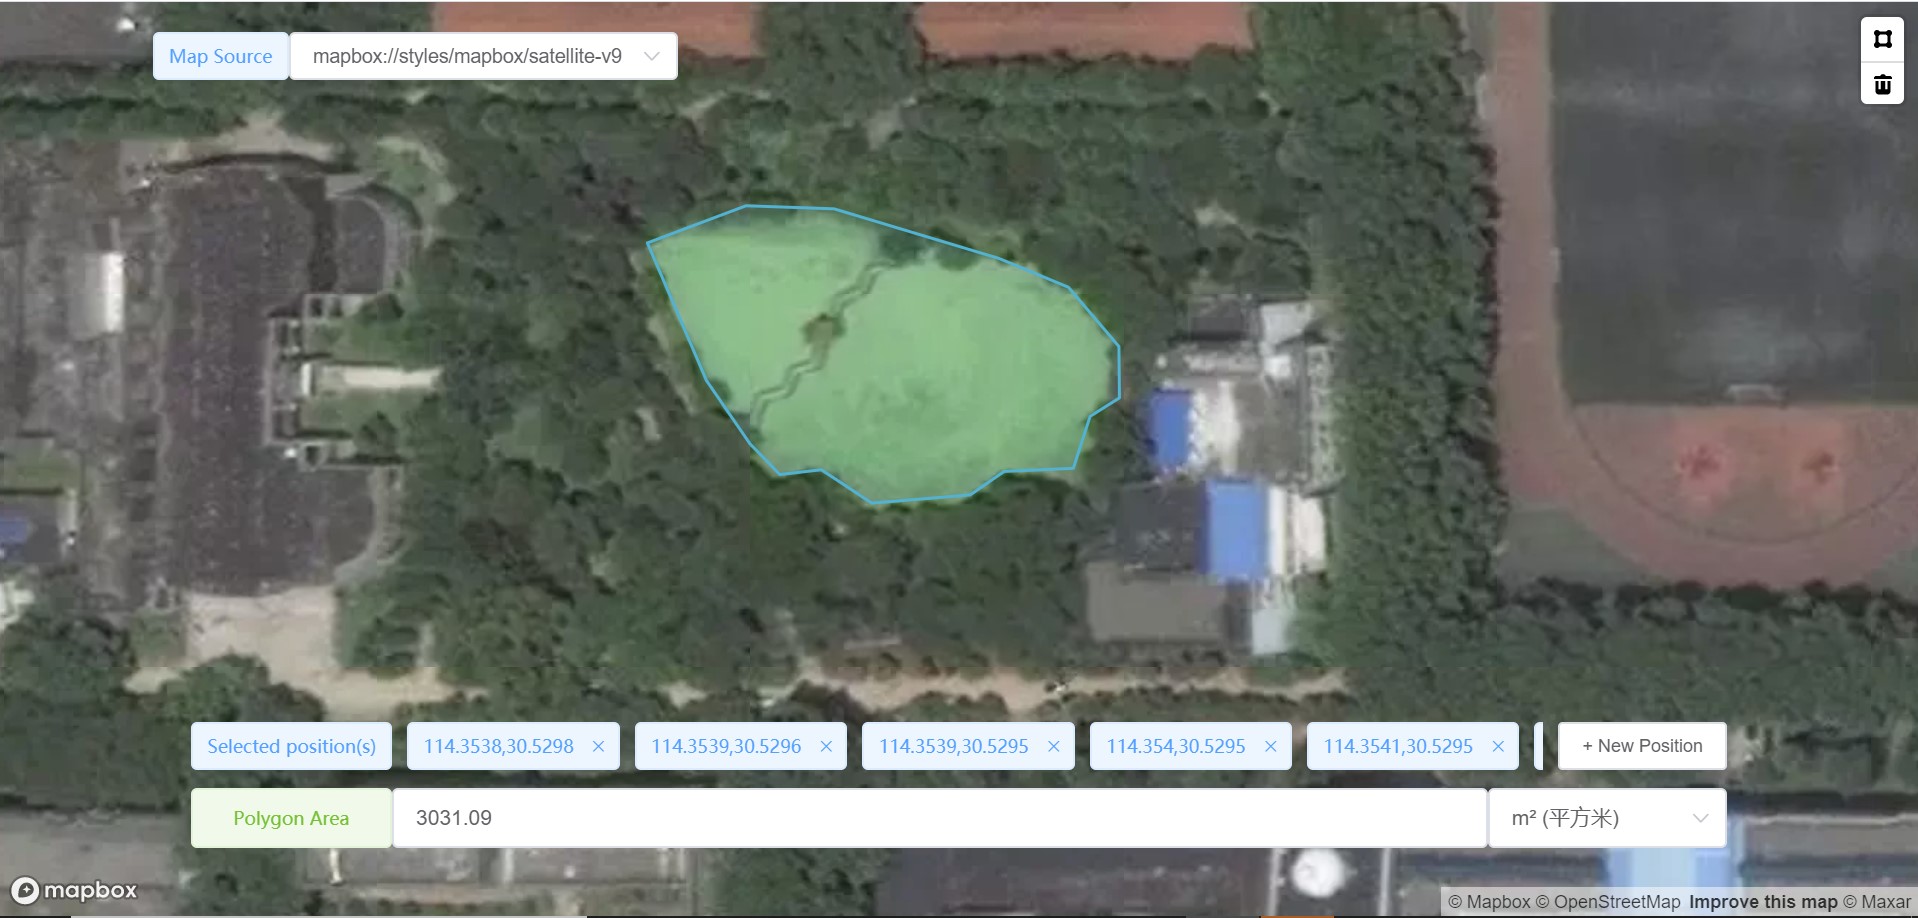 Map Source mapbox://styles/mapbox/satellite-v9
Selected position(s) 114.3538,30.5298 × 114.3539,30.5296 × 114.3539,30.5295 × 114.354,30.5295 × 114.3541,30.5295 × + New Position
Polygon Area 3031.09 m² (平方米)
mapbox
© Mapbox © OpenStreetMap Improve this map © Maxar